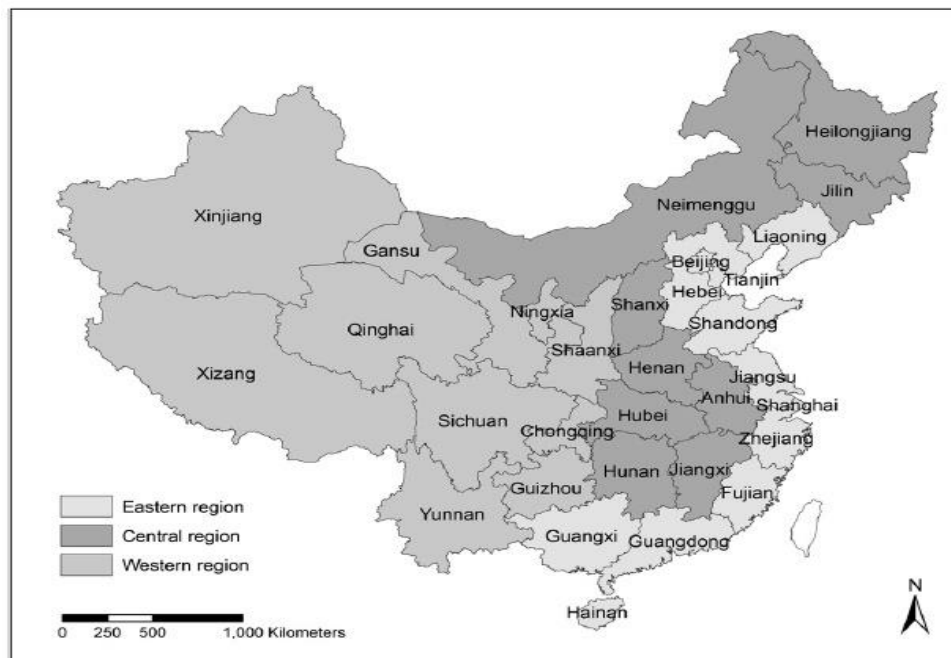 Heilongjiang
Jilin
Neimenggu
Xinjiang
Liaoning
Gansu
Beijing
Tianjin
Hebei
Shanxi
Ningxia
Shandong
Qinghai
Shaanxi
Henan
Xizang
Jiangsu
Anhui
Shanghai
Hubei
Sichuan
Chongqing
Zhejiang
Hunan
Jiangxi
Guizhou
Fujian
Yunnan
Guangxi
Guangdong
Hainan
Eastern region
Central region
Western region
0 250 500 1,000 Kilometers
N